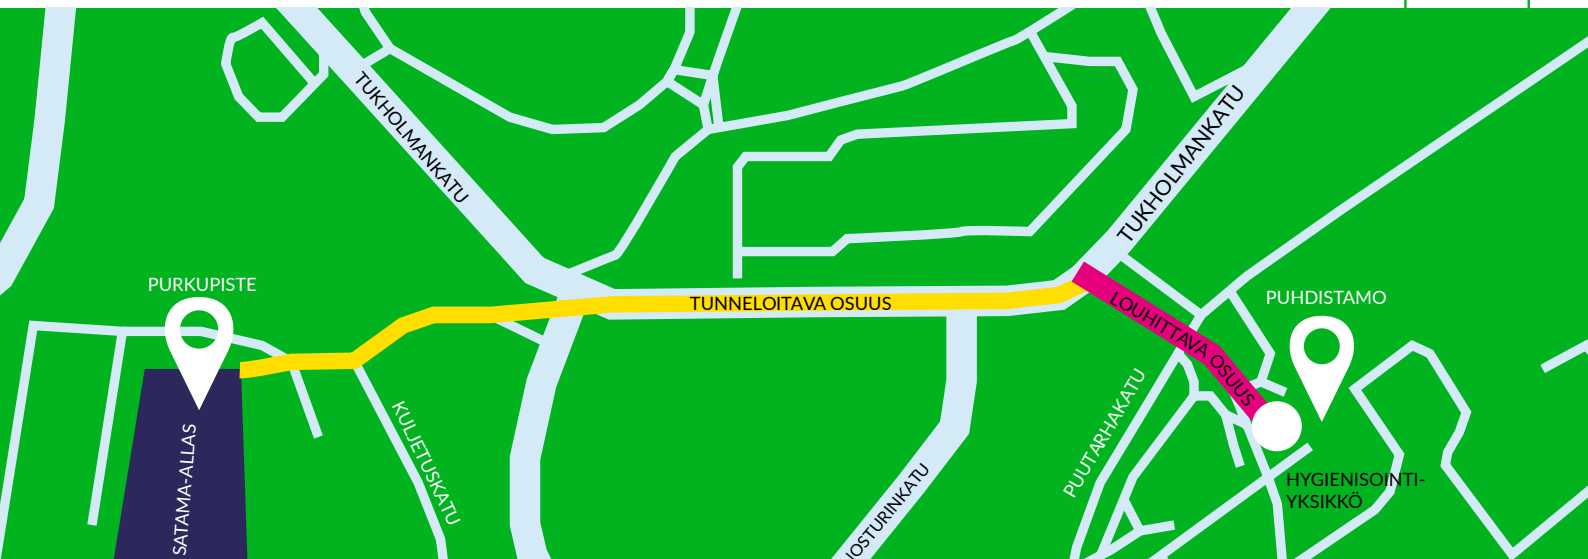 TUKHOLMANKATU
TUKHOLMANKATU
PURKUPISTE
TUNNELOITAVA OSUUS
LOUHITTAVA OSUUS
PUHDISTAMO
SATAMA-ALLAS
KULJETUSKATU
PUUTARHAKATU
HYGIENISOINTI-
YKSIKKÖ